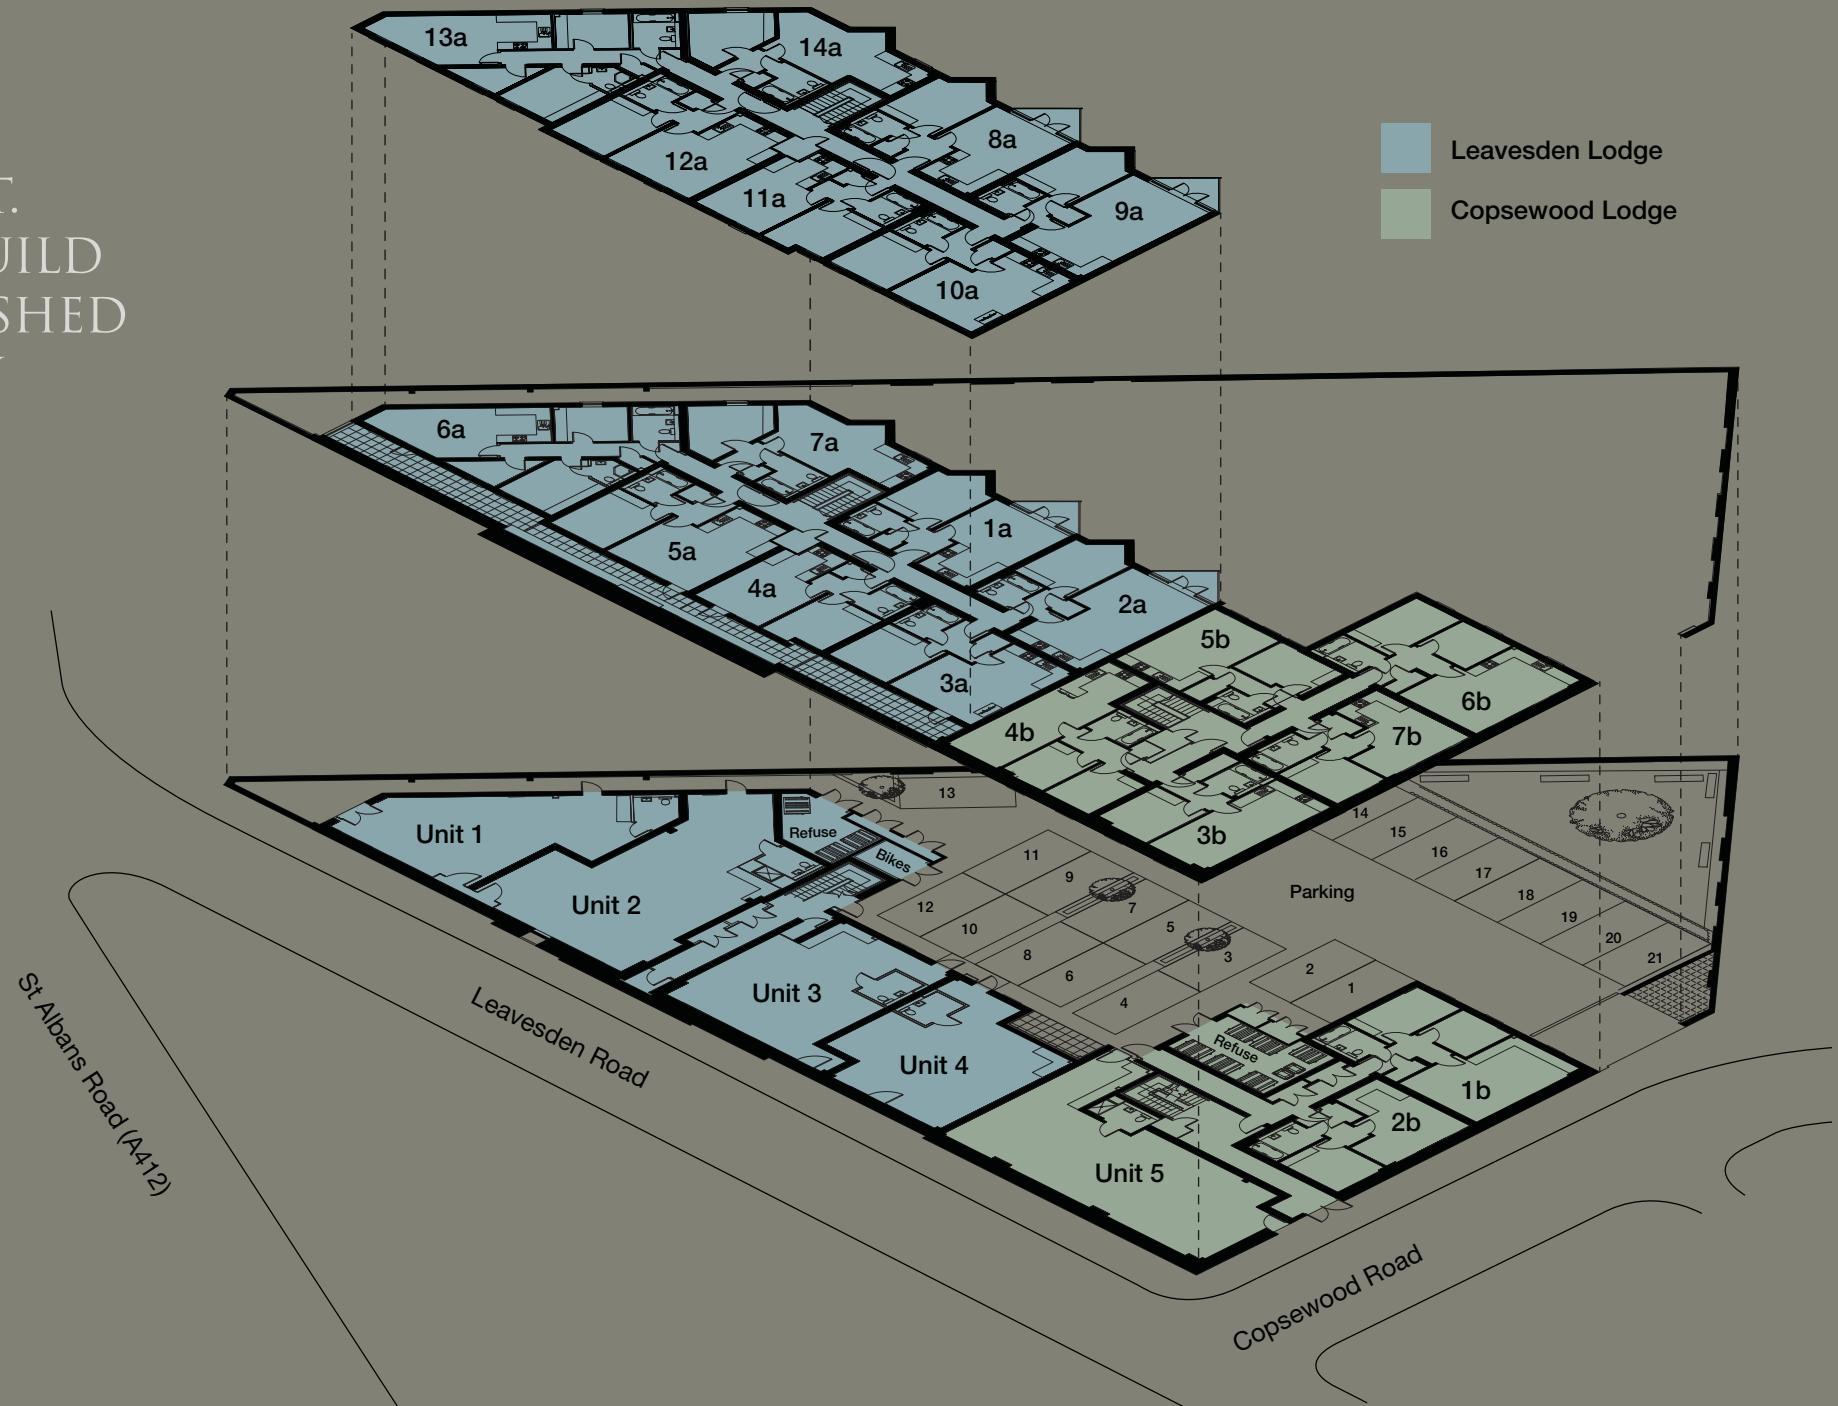 13a
14a
8a
12a
11a
9a
10a
Leavesden Lodge
Copsewood Lodge
UILD
SHED
6a
7a
1a
5a
4a
2a
3a
5b
6b
4b
7b
3b
13
Unit 1
Refuse
Bikes
Unit 2
14
15
16
17
18
19
20
21
11
9
7
12
10
5
8
3
6
4
2
1
Parking
Unit 3
Unit 4
Refuse
1b
2b
Unit 5
St Albans Road (A412)
Leavesden Road
Copsewood Road